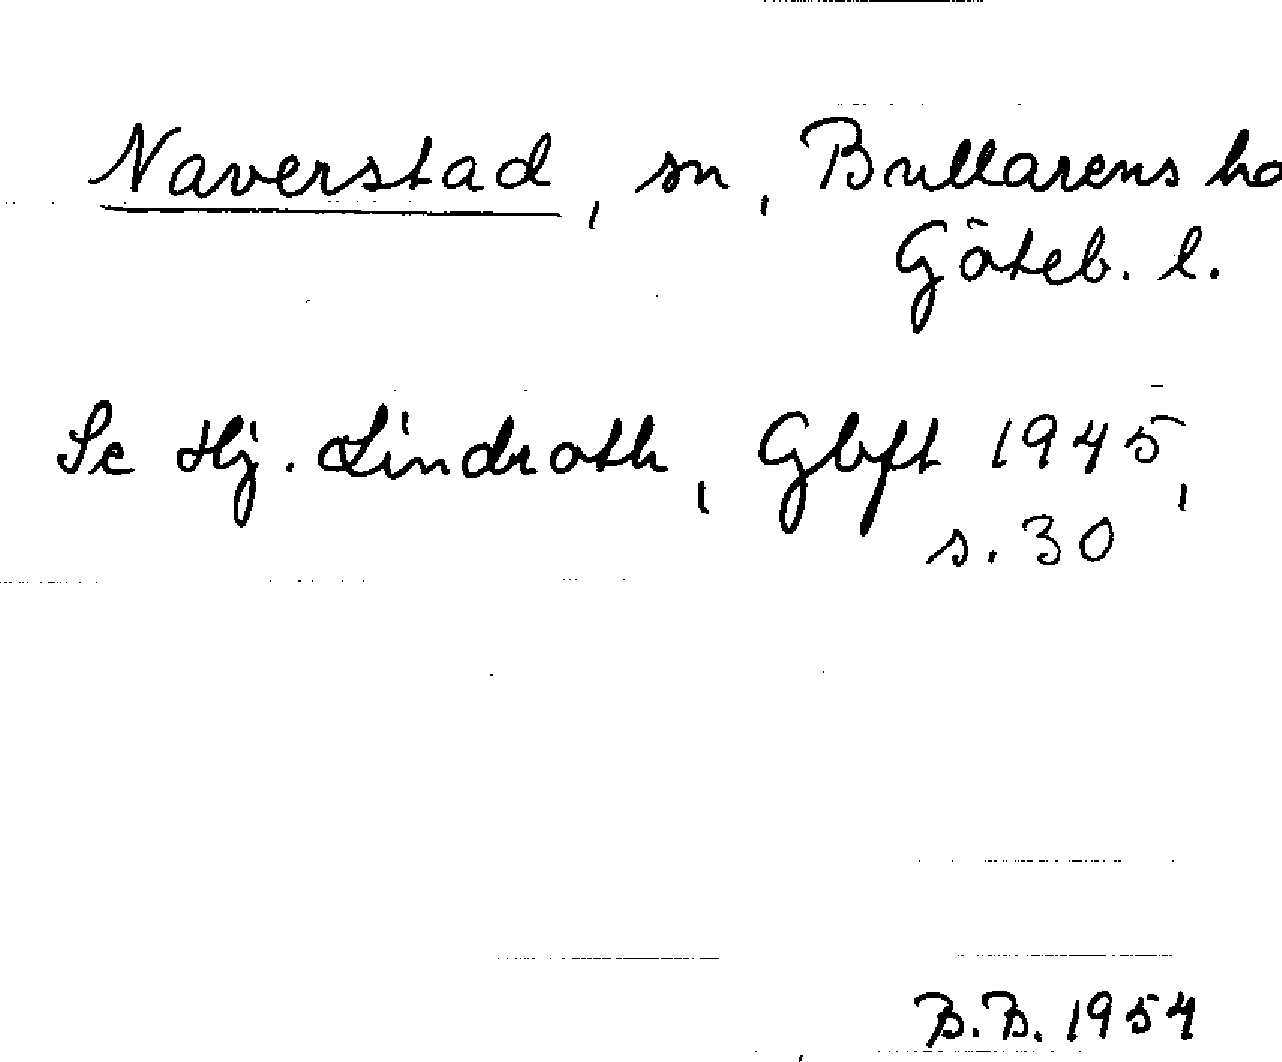 Naverstad, sn, Bullarens hd
Göteb. l.
Se Hj. Lindroth, Gbft 1945,
s. 30
B.B. 1954